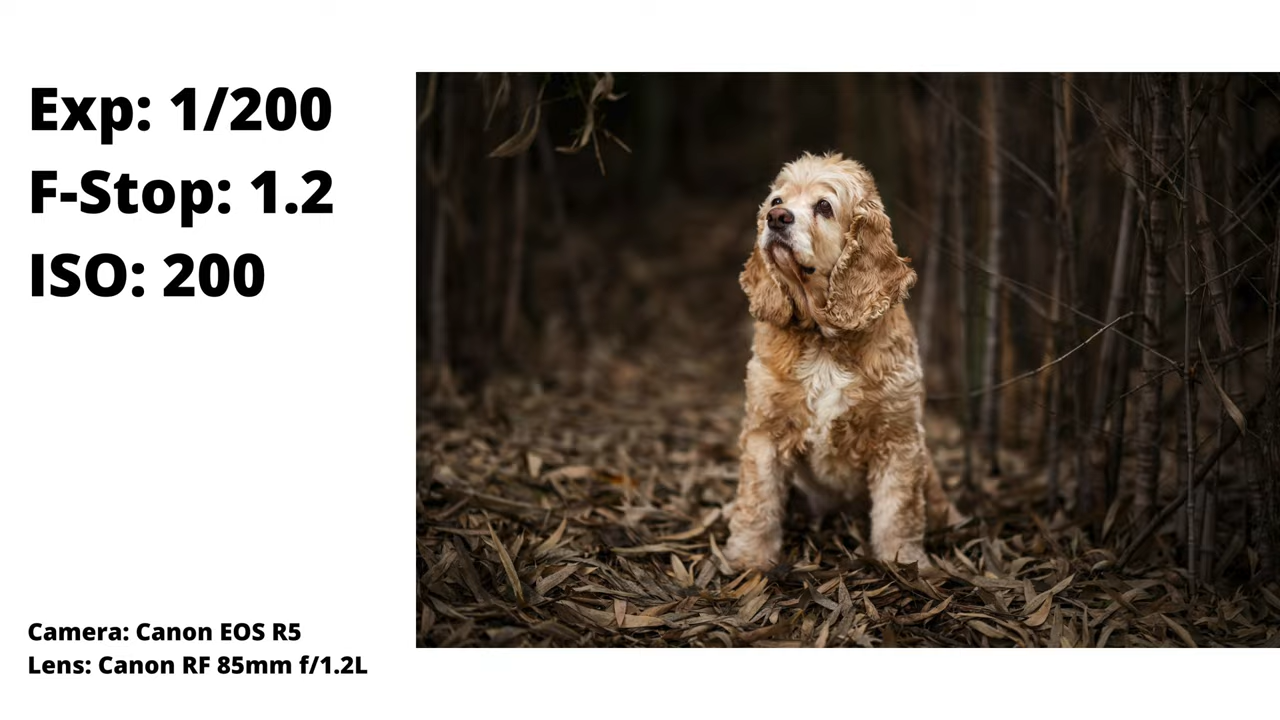 Exp: 1/200
F-Stop: 1.2
ISO: 200
Camera: Canon EOS R5
Lens: Canon RF 85mm f/1.2L